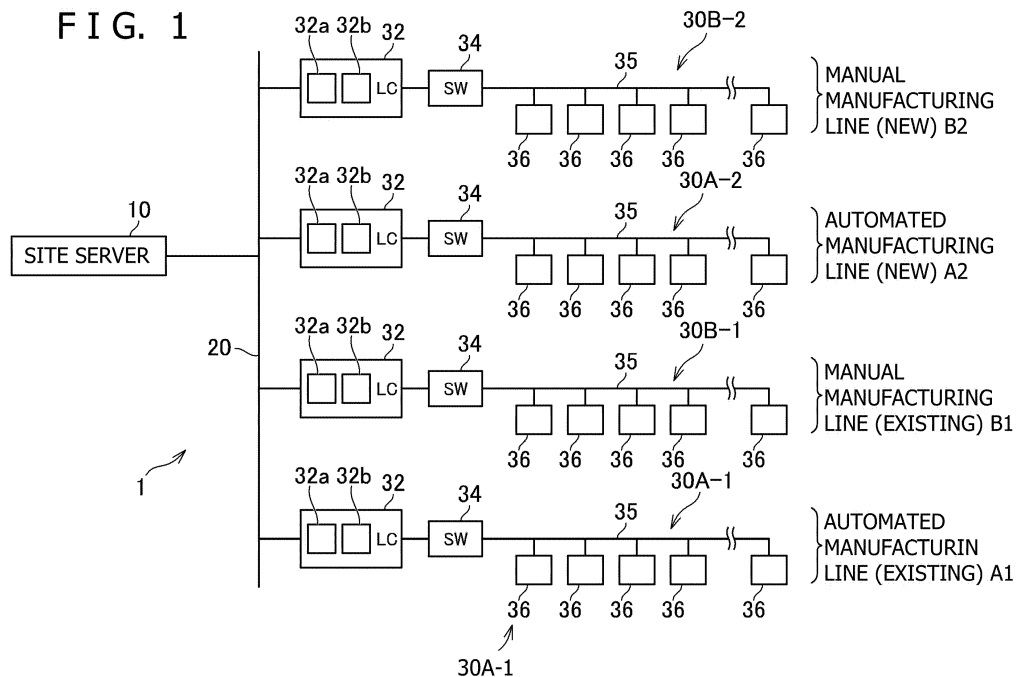 FIG. 1
30B-2
32a 32b 32 34 35
LC SW
36 36 36 36 36
MANUAL
MANUFACTURING
LINE (NEW) B2
30A-2
32a 32b 32 34 35
LC SW
36 36 36 36 36
AUTOMATED
MANUFACTURING
LINE (NEW) A2
10
SITE SERVER
20
1
30B-1
32a 32b 32 34 35
LC SW
36 36 36 36 36
MANUAL
MANUFACTURING
LINE (EXISTING) B1
30A-1
32a 32b 32 34 35
LC SW
36 36 36 36 36
AUTOMATED
MANUFACTURIN
LINE (EXISTING) A1
30A-1